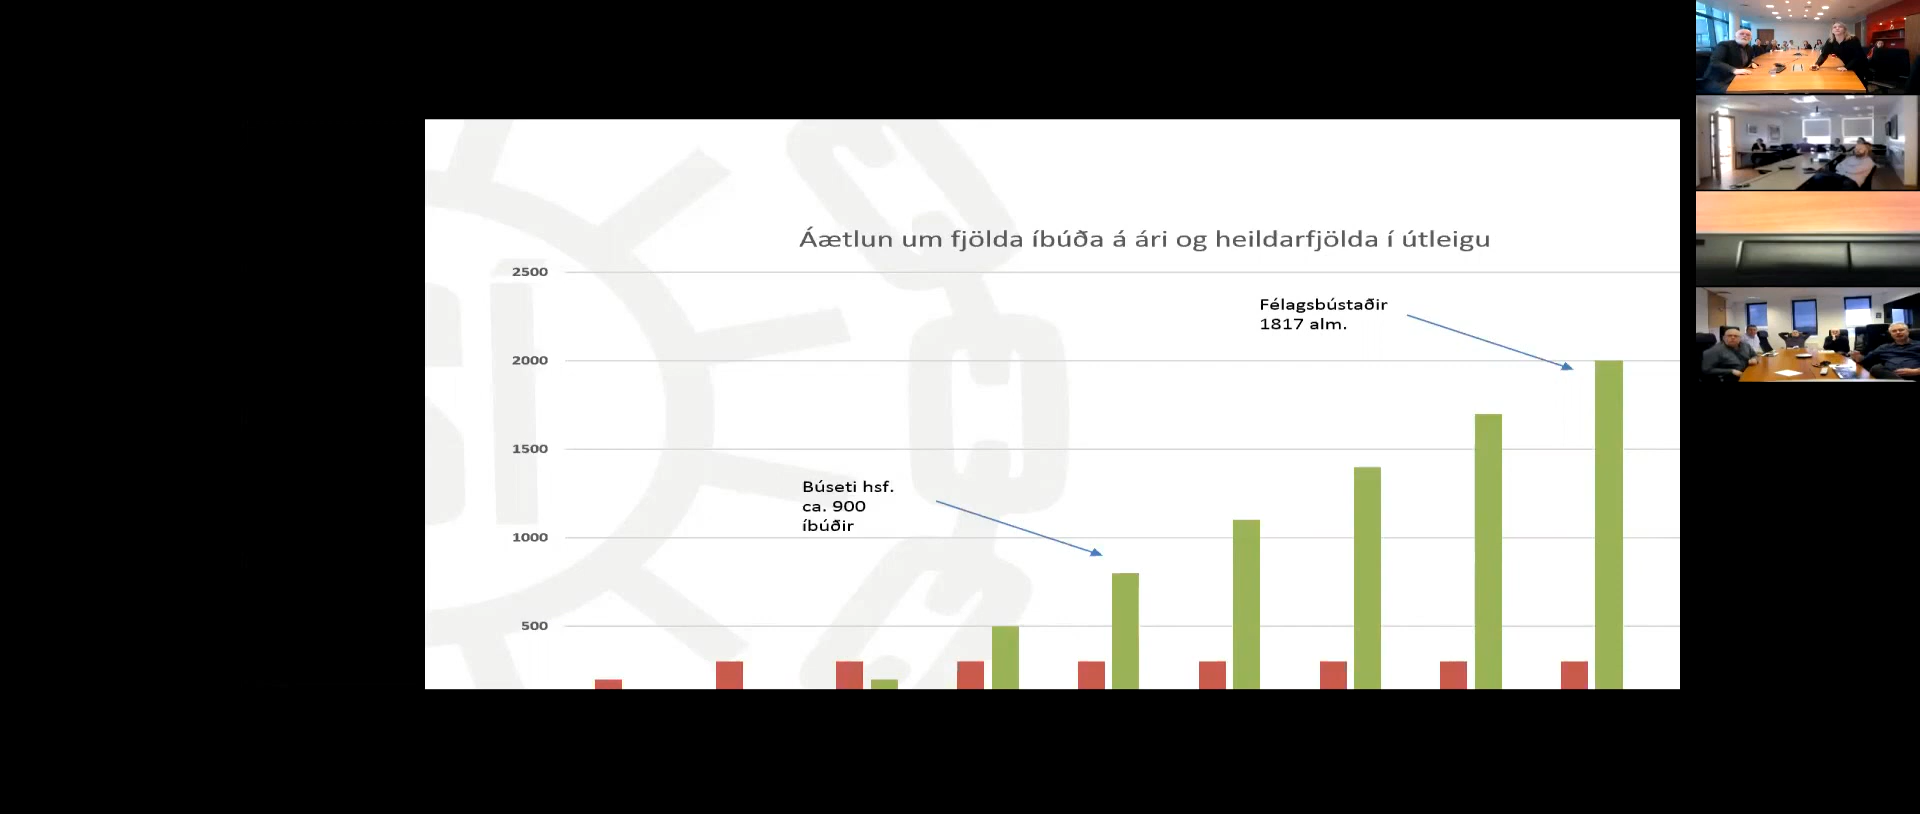 Áætlun um fjölda íbúða á ári og heildarfjölda í útleigu
2500
Félagsbústaðir
1817 alm.
2000
1500
Búseti hsf.
ca. 900
íbúðir
1000
500